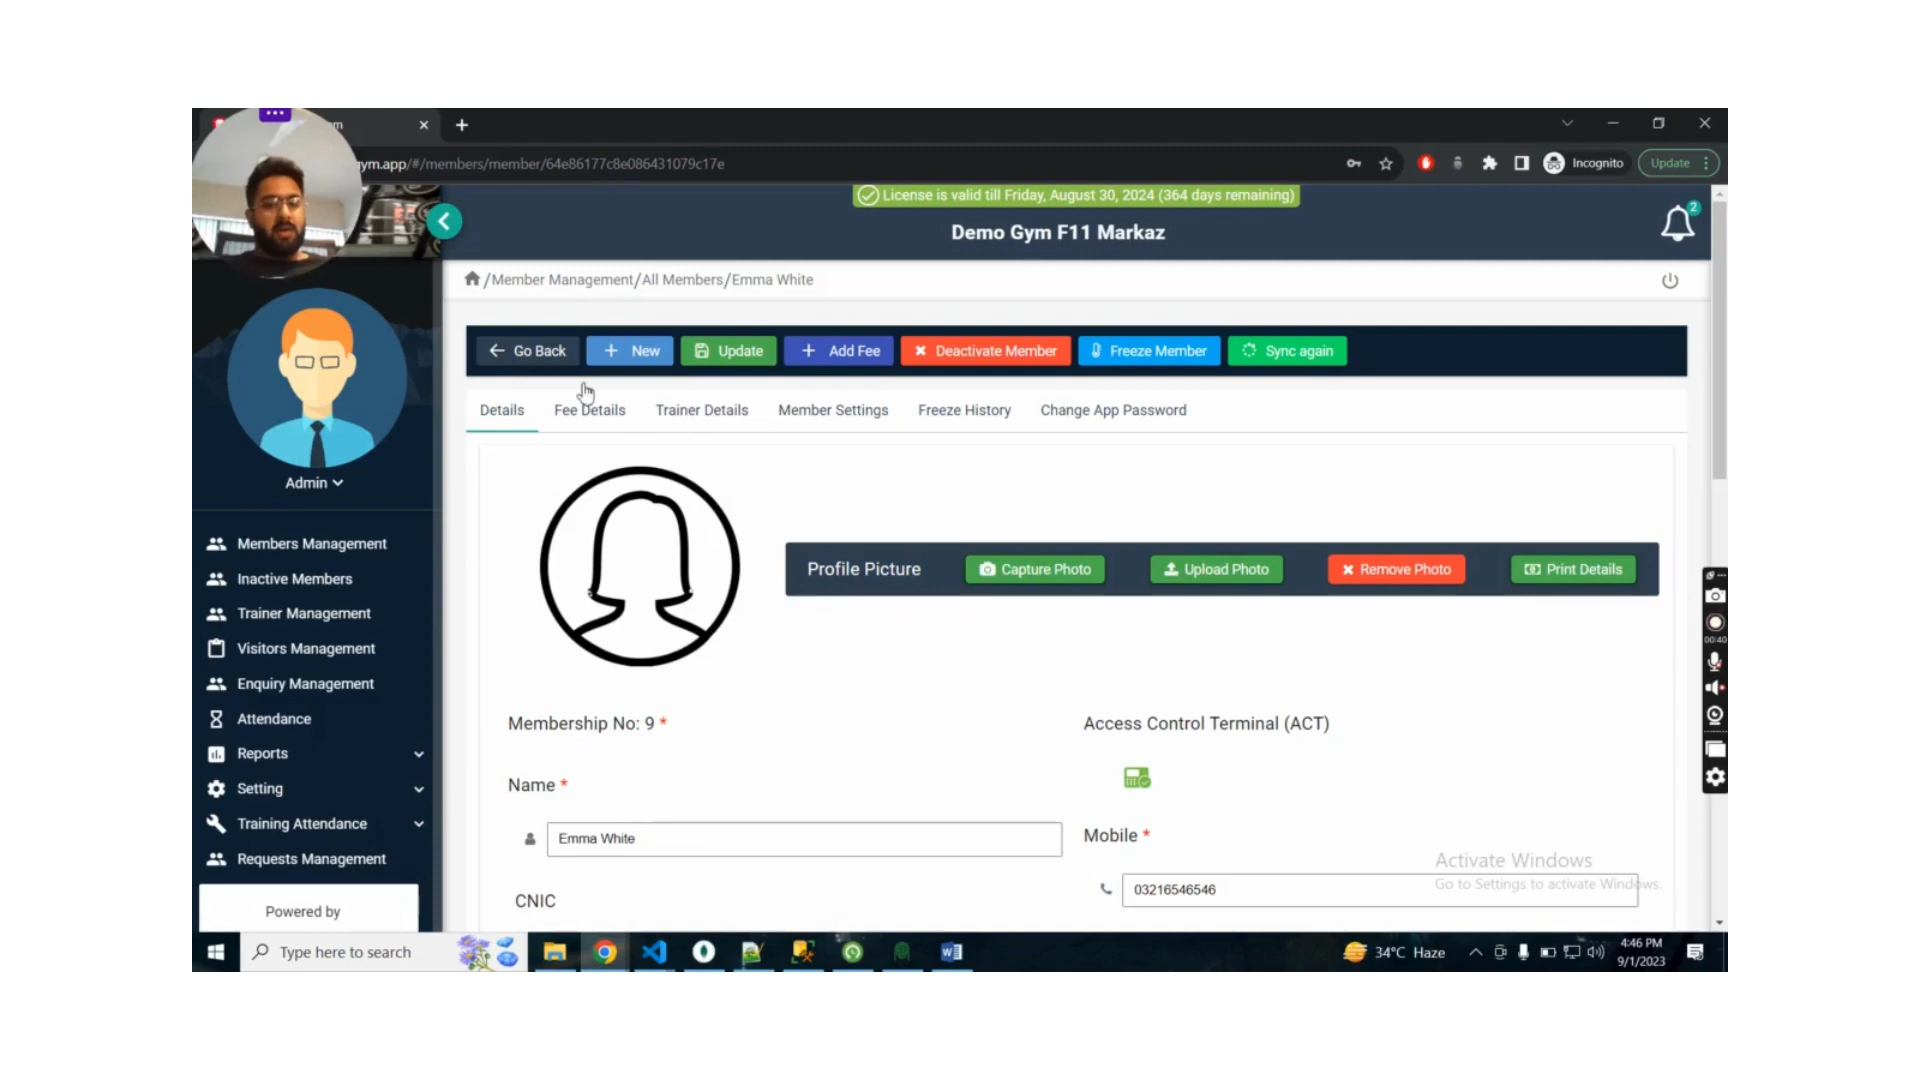 ym.app/#/members/member/64e86177c8e086431079c17e
Incognito
Update
License is valid till Friday, August 30, 2024 (364 days remaining)
Demo Gym F11 Markaz
2
/Member Management/All Members/Emma White
Go Back
New
Update
Add Fee
Deactivate Member
Freeze Member
Sync again
Details
Fee Details
Trainer Details
Member Settings
Freeze History
Change App Password
Admin
Profile Picture
Capture Photo
Upload Photo
Remove Photo
Print Details
Members Management
Inactive Members
Trainer Management
Visitors Management
Enquiry Management
Attendance
Reports
Setting
Training Attendance
Requests Management
Powered by
Membership No: 9 *
Access Control Terminal (ACT)
Name *
Emma White
Mobile *
03216546546
CNIC
Activate Windows
Go to Settings to activate Windows.
00:40
Type here to search
34°C Haze
4:46 PM
9/1/2023